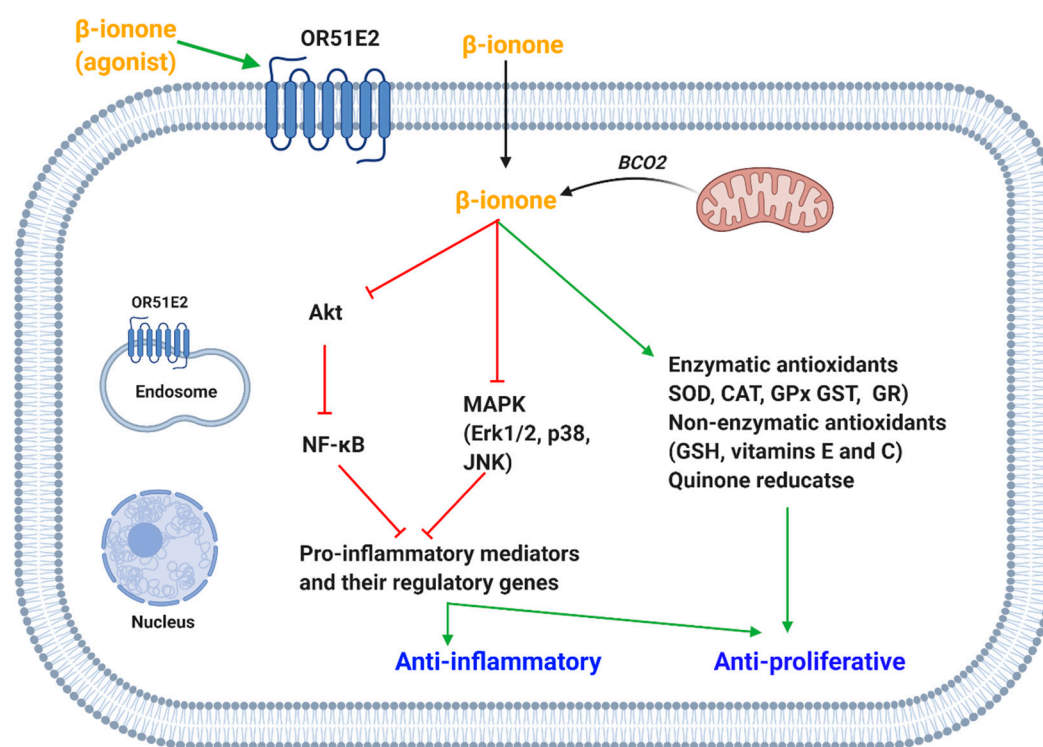 β-ionone
(agonist)
OR51E2
β-ionone
BCO2
β-ionone
OR51E2
Endosome
Nucleus
Akt
NF-κB
MAPK
(Erk1/2, p38,
JNK)
Enzymatic antioxidants
SOD, CAT, GPx GST, GR)
Non-enzymatic antioxidants
(GSH, vitamins E and C)
Quinone reducatse
Pro-inflammatory mediators
and their regulatory genes
Anti-inflammatory
Anti-proliferative